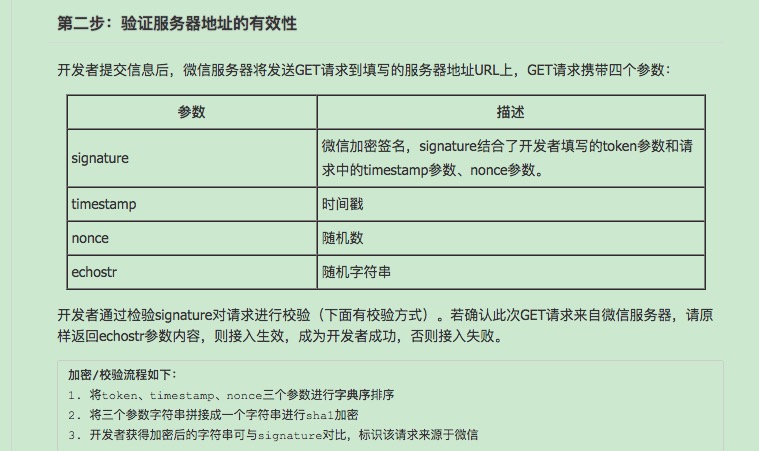 第二步：验证服务器地址的有效性
开发者提交信息后，微信服务器将发送GET请求到填写的服务器地址URL上，GET请求携带四个参数：
参数 描述
signature 微信加密签名，signature结合了开发者填写的token参数和请
求中的timestamp参数、nonce参数。
timestamp 时间戳
nonce 随机数
echostr 随机字符串
开发者通过检验signature对请求进行校验（下面有校验方式）。若确认此次GET请求来自微信服务器，请原
样返回echostr参数内容，则接入生效，成为开发者成功，否则接入失败。
加密/校验流程如下：
1. 将token、timestamp、nonce三个参数进行字典序排序
2. 将三个参数字符串拼接成一个字符串进行sha1加密
3. 开发者获得加密后的字符串可与signature对比，标识该请求来源于微信